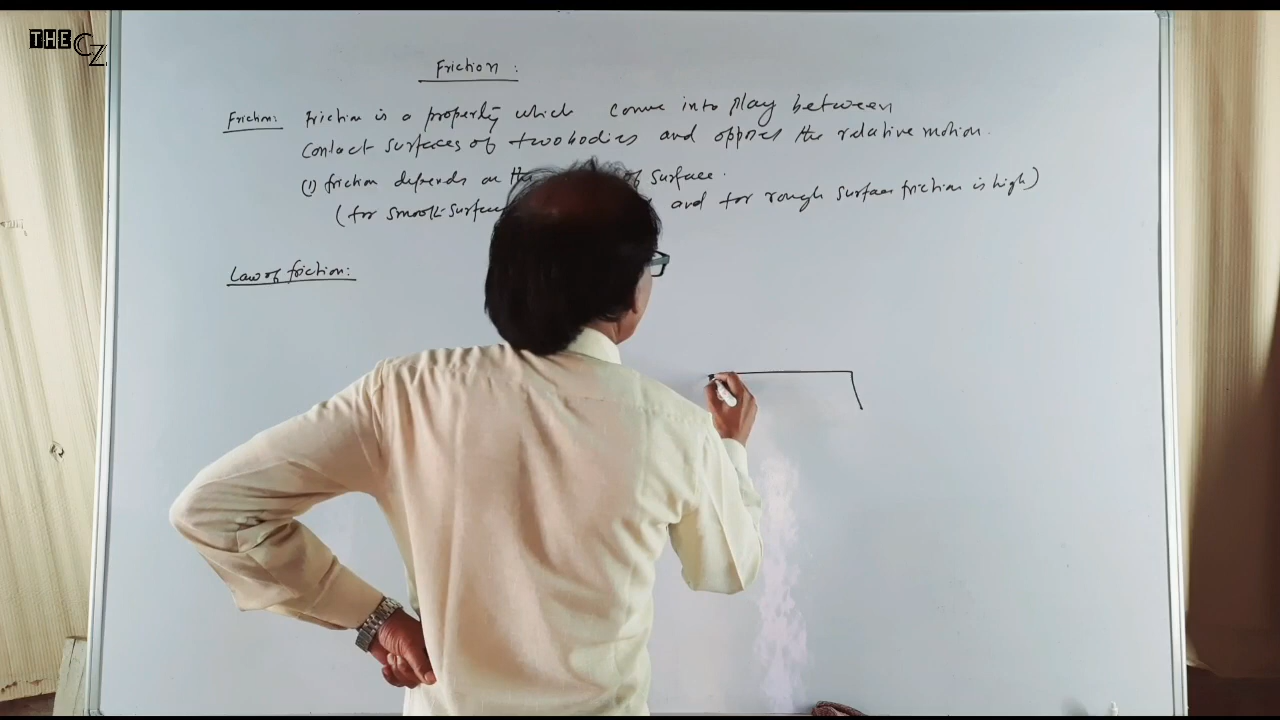 THE CZ
Friction :
Friction: Friction is a property which come into play between
contact surfaces of two bodies and opposes the relative motion.
(1) friction depends on the of surface.
(for smooth surface and for rough surface friction is high)
Law of friction: